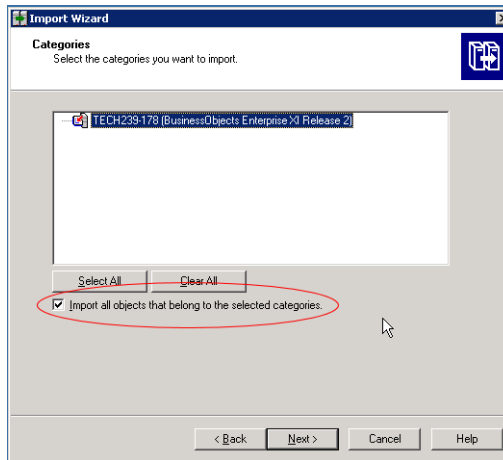 Import Wizard
Categories
Select the categories you want to import.
TECH239-178 (BusinessObjects Enterprise XI Release 2)
Select All Clear All
Import all objects that belong to the selected categories.
< Back Next > Cancel Help